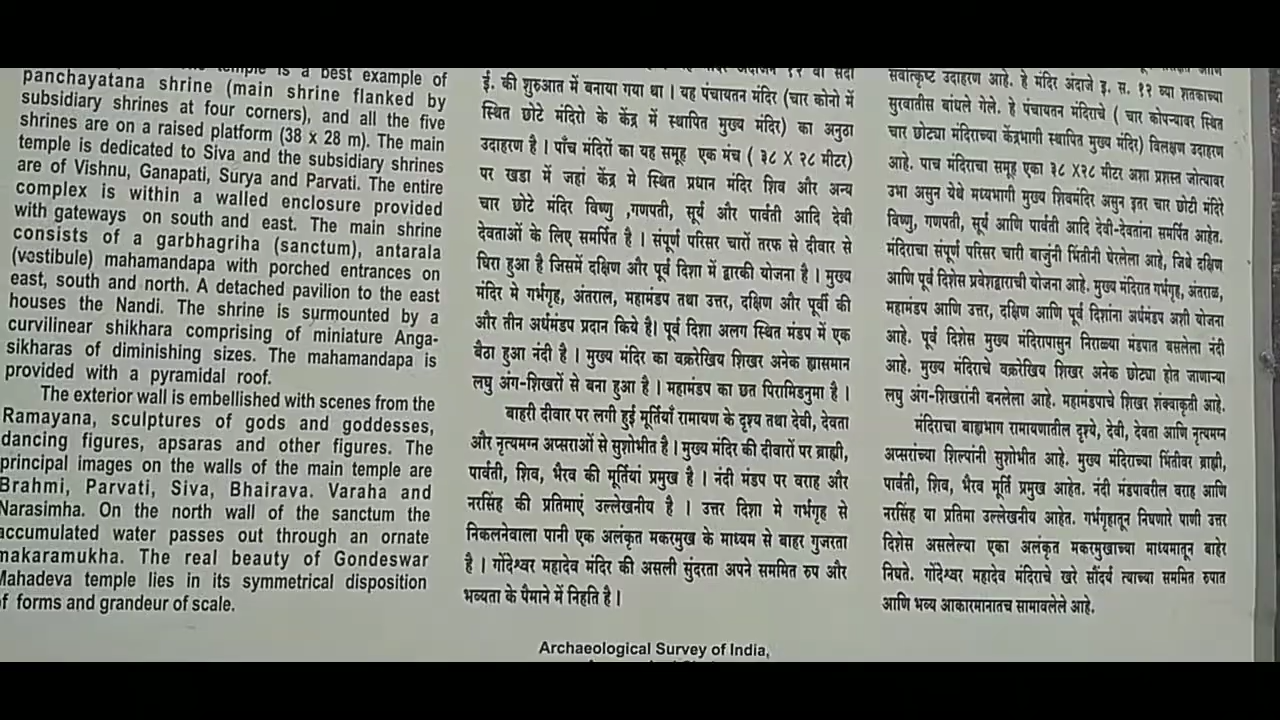 temple is a best example of
panchayatana shrine (main shrine flanked by
subsidiary shrines at four corners), and all the five
shrines are on a raised platform (38 x 28 m). The main
temple is dedicated to Siva and the subsidiary shrines
are of Vishnu, Ganapati, Surya and Parvati. The entire
complex is within a walled enclosure provided
with gateways on south and east. The main shrine
consists of a garbhagriha (sanctum), antarala
(vestibule) mahamandapa with porched entrances on
east, south and north. A detached pavilion to the east
houses the Nandi. The shrine is surmounted by a
curvilinear shikhara comprising of miniature Anga-
sikharas of diminishing sizes. The mahamandapa is
provided with a pyramidal roof.
The exterior wall is embellished with scenes from the
Ramayana, sculptures of gods and goddesses,
dancing figures, apsaras and other figures. The
principal images on the walls of the main temple are
Brahmi, Parvati, Siva, Bhairava. Varaha and
Narasimha. On the north wall of the sanctum the
accumulated water passes out through an ornate
makaramukha. The real beauty of Gondeswar
Mahadeva temple lies in its symmetrical disposition
of forms and grandeur of scale.
ई. की शुरुआत में बनाया गया था । यह पंचायतन मंदिर (चार कोनो में
स्थित छोटे मंदिरो के केंद्र में स्थापित मुख्य मंदिर) का अनुठा
उदाहरण है । पाँच मंदिरों का यह समूह एक मंच ( ३८ X २८ मीटर)
पर खडा में जहां केंद्र मे स्थित प्रधान मंदिर शिव और अन्य
चार छोटे मंदिर विष्णु ,गणपती, सूर्य और पार्वती आदि देवी
देवताओं के लिए समर्पित है । संपूर्ण परिसर चारों तरफ से दीवार से
घिरा हुआ है जिसमें दक्षिण और पूर्व दिशा में द्वारकी योजना है । मुख्य
मंदिर मे गर्भगृह, अंतराल, महामंडप तथा उत्तर, दक्षिण और पूर्वी की
और तीन अर्धमंडप प्रदान किये है। पूर्व दिशा अलग स्थित मंडप में एक
बैठा हुआ नंदी है । मुख्य मंदिर का वक्ररेखिय शिखर अनेक ह्यासमान
लघु अंग-शिखरों से बना हुआ है । महामंडप का छत पिरामिडनुमा है ।
बाहरी दीवार पर लगी हुई मूर्तियाँ रामायण के दृश्य तथा देवी, देवता
और नृत्यमग्न अप्सराओं से सुशोभीत है । मुख्य मंदिर की दीवारों पर ब्राह्मी,
पार्वती, शिव, भैरव की मूर्तियां प्रमुख है । नंदी मंडप पर वराह और
नरसिंह की प्रतिमाएं उल्लेखनीय है । उत्तर दिशा मे गर्भगृह से
निकलनेवाला पानी एक अलंकृत मकरमुख के माध्यम से बाहर गुजरता
है । गोंदेश्वर महादेव मंदिर की असली सुंदरता अपने सममित रुप और
भव्यता के पैमाने में निहति है ।
सर्वोत्कृष्ट उदाहरण आहे. हे मंदिर अंदाजे इ. स. १२ व्या शतकाच्या
सुरवातीस बांधले गेले. हे पंचायतन मंदिराचे ( चार कोपऱ्यावर स्थित
चार छोट्या मंदिराच्या केंद्रभागी स्थापित मुख्य मंदिर) विलक्षण उदाहरण
आहे. पाच मंदिराचा समूह एका ३८ X२८ मीटर अशा प्रशस्त जोत्यावर
उभा असुन येथे मध्यभागी मुख्य शिवमंदिर असुन इतर चार छोटी मंदिरे
विष्णु, गणपती, सूर्य आणि पार्वती आदि देवी-देवतांना समर्पित आहेत.
मंदिराचा संपूर्ण परिसर चारी बाजुंनी भिंतीनी घेरलेला आहे, जिथे दक्षिण
आणि पूर्व दिशेस प्रवेशद्वाराची योजना आहे. मुख्य मंदिरात गर्भगृह, अंतराळ,
महामंडप आणि उत्तर, दक्षिण आणि पूर्व दिशांना अर्धमंडप अशी योजना
आहे. पूर्व दिशेस मुख्य मंदिरापासुन निराळ्या मंडपात बसलेला नंदी
आहे. मुख्य मंदिराचे वक्ररेखिय शिखर अनेक छोट्या होत जाणाऱ्या
लघु अंग-शिखरांनी बनलेला आहे. महामंडपाचे शिखर शंक्वाकृती आहे.
मंदिराचा बाह्यभाग रामायणातील दृश्ये, देवी, देवता आणि नृत्यमग्न
अप्सरांच्या शिल्पांनी सुशोभीत आहे. मुख्य मंदिराच्या भिंतीवर ब्राह्मी,
पार्वती, शिव, भैरव मूर्ति प्रमुख आहेत. नंदी मंडपावरील वराह आणि
नरसिंह या प्रतिमा उल्लेखनीय आहेत. गर्भगृहातून निघणारे पाणी उत्तर
दिशेस असलेल्या एका अलंकृत मकरमुखाच्या माध्यमातून बाहेर
निघते. गोंदेश्वर महादेव मंदिराचे खरे सौंदर्य त्याच्या सममित रुपात
आणि भव्य आकारमानातच सामावलेले आहे.
Archaeological Survey of India,